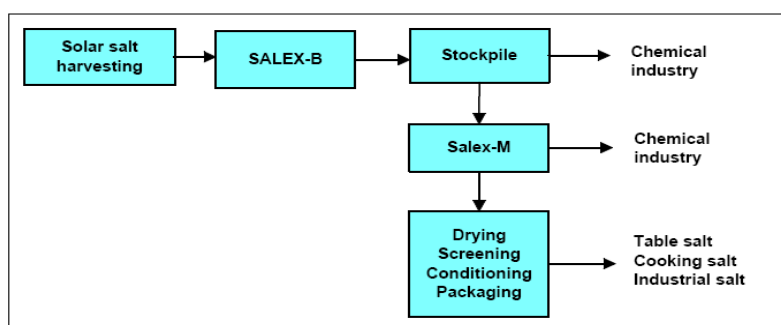 Solar salt
harvesting
SALEX-B
Stockpile
Chemical
industry
Salex-M
Chemical
industry
Drying
Screening
Conditioning
Packaging
Table salt
Cooking salt
Industrial salt